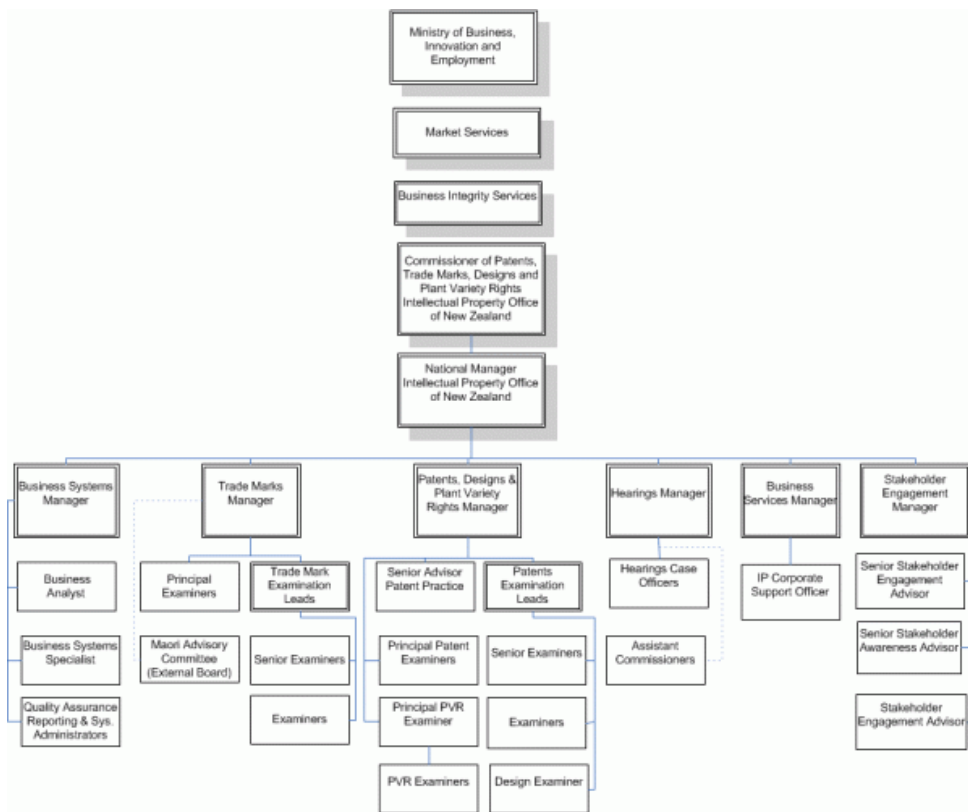 Ministry of Business,
Innovation and
Employment
Market Services
Business Integrity Services
Commissioner of Patents,
Trade Marks, Designs and
Plant Variety Rights
Intellectual Property Office
of New Zealand
National Manager
Intellectual Property Office
of New Zealand
Business Systems
Manager
Trade Marks
Manager
Patents, Designs &
Plant Variety
Rights Manager
Hearings Manager
Business
Services Manager
Stakeholder
Engagement
Manager
Business
Analyst
Principal
Examiners
Trade Mark
Examination
Leads
Senior Advisor
Patent Practice
Patents
Examination
Leads
Hearings Case
Officers
IP Corporate
Support Officer
Senior Stakeholder
Engagement
Advisor
Business Systems
Specialist
Maori Advisory
Committee
(External Board)
Senior Examiners
Principal Patent
Examiners
Senior Examiners
Assistant
Commissioners
Senior Stakeholder
Awareness Advisor
Quality Assurance
Reporting & Sys.
Administrators
Examiners
Principal PVR
Examiner
Examiners
Stakeholder
Engagement Advisor
PVR Examiners
Design Examiner